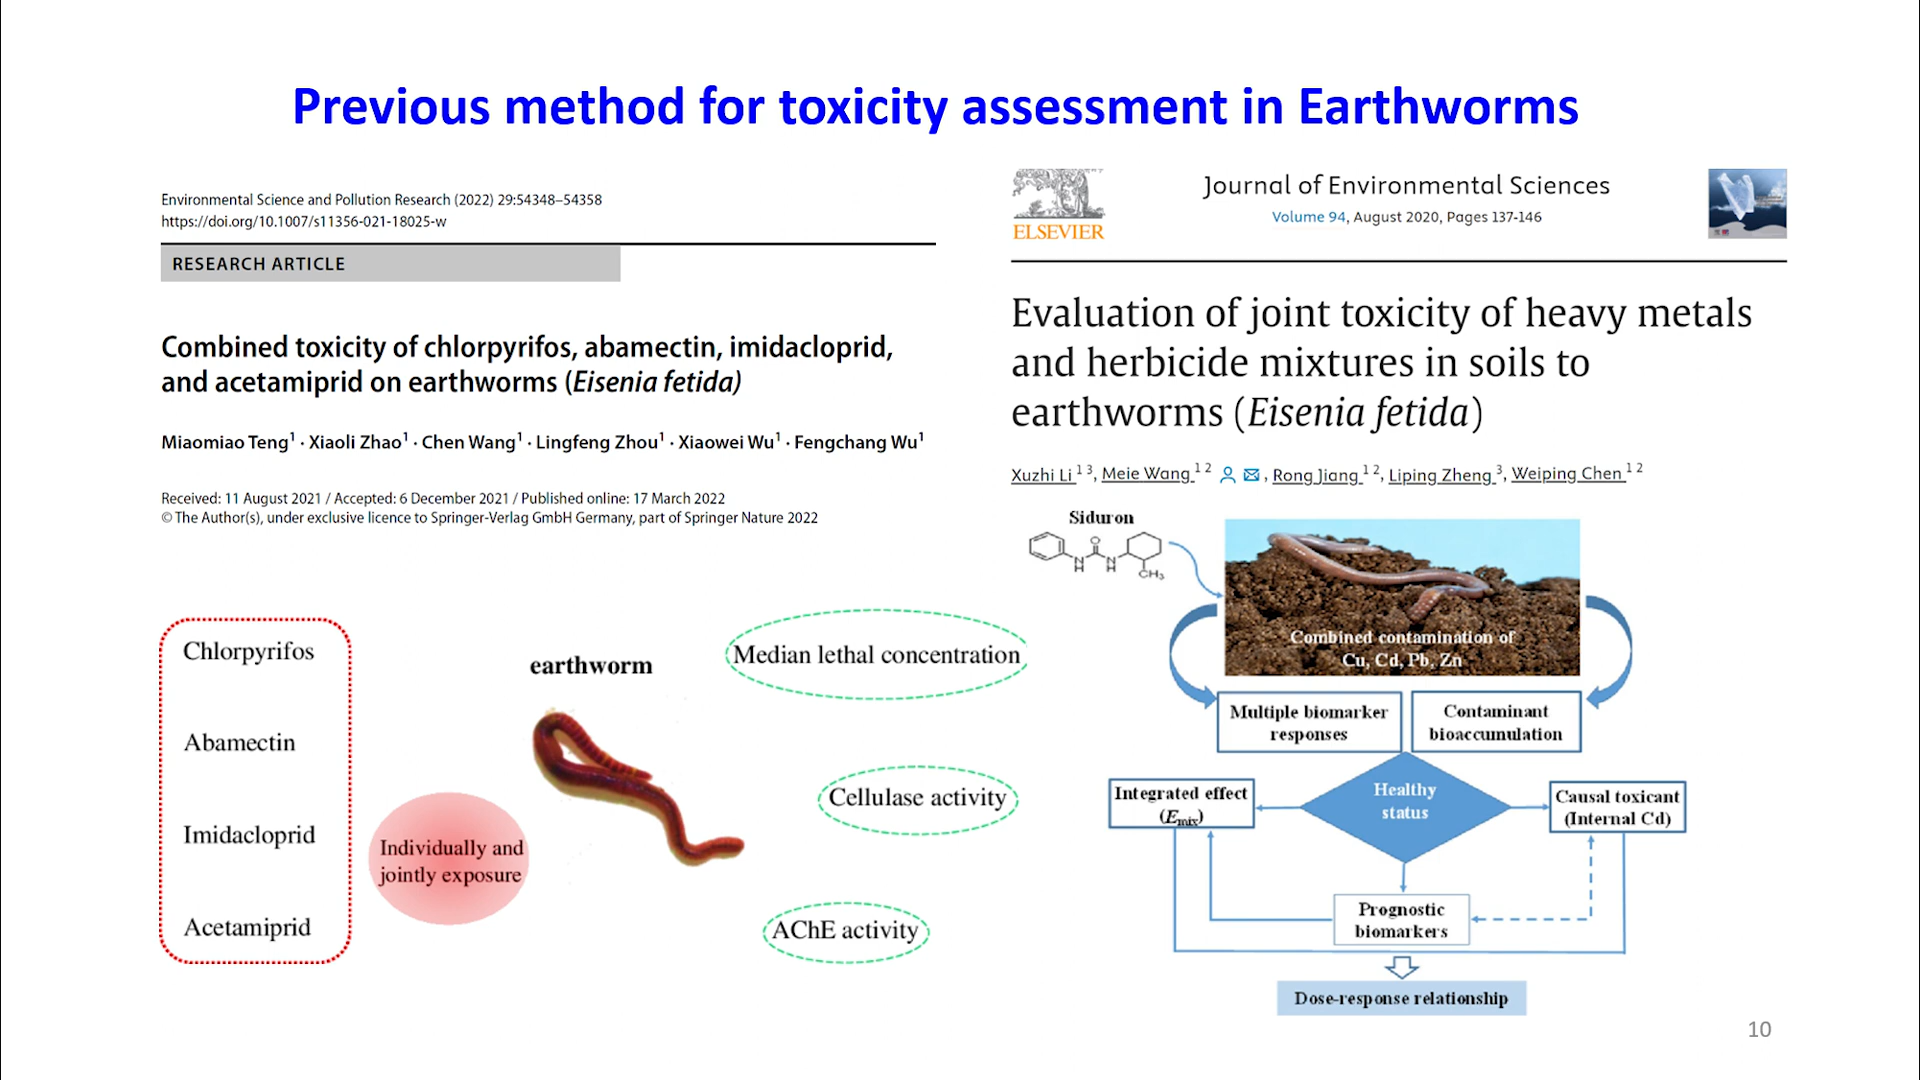 Previous method for toxicity assessment in Earthworms
Environmental Science and Pollution Research (2022) 29:54348–54358
https://doi.org/10.1007/s11356-021-18025-w
RESEARCH ARTICLE
Combined toxicity of chlorpyrifos, abamectin, imidacloprid,
and acetamiprid on earthworms (Eisenia fetida)
Miaomiao Teng1 · Xiaoli Zhao1 · Chen Wang1 · Lingfeng Zhou1 · Xiaowei Wu1 · Fengchang Wu1
Received: 11 August 2021 / Accepted: 6 December 2021 / Published online: 17 March 2022
© The Author(s), under exclusive licence to Springer-Verlag GmbH Germany, part of Springer Nature 2022
Chlorpyrifos
Abamectin
Imidacloprid
Acetamiprid
Individually and
jointly exposure
earthworm
Median lethal concentration
Cellulase activity
AChE activity
ELSEVIER
Journal of Environmental Sciences
Volume 94, August 2020, Pages 137-146
Evaluation of joint toxicity of heavy metals
and herbicide mixtures in soils to
earthworms (Eisenia fetida)
Xuzhi Li 1 3, Meie Wang 1 2, Rong Jiang 1 2, Liping Zheng 3, Weiping Chen 1 2
Siduron
O
N
H
N
H
CH3
Combined contamination of
Cu, Cd, Pb, Zn
Multiple biomarker
responses
Contaminant
bioaccumulation
Healthy
status
Integrated effect
(Emix)
Causal toxicant
(Internal Cd)
Prognostic
biomarkers
Dose-response relationship
10